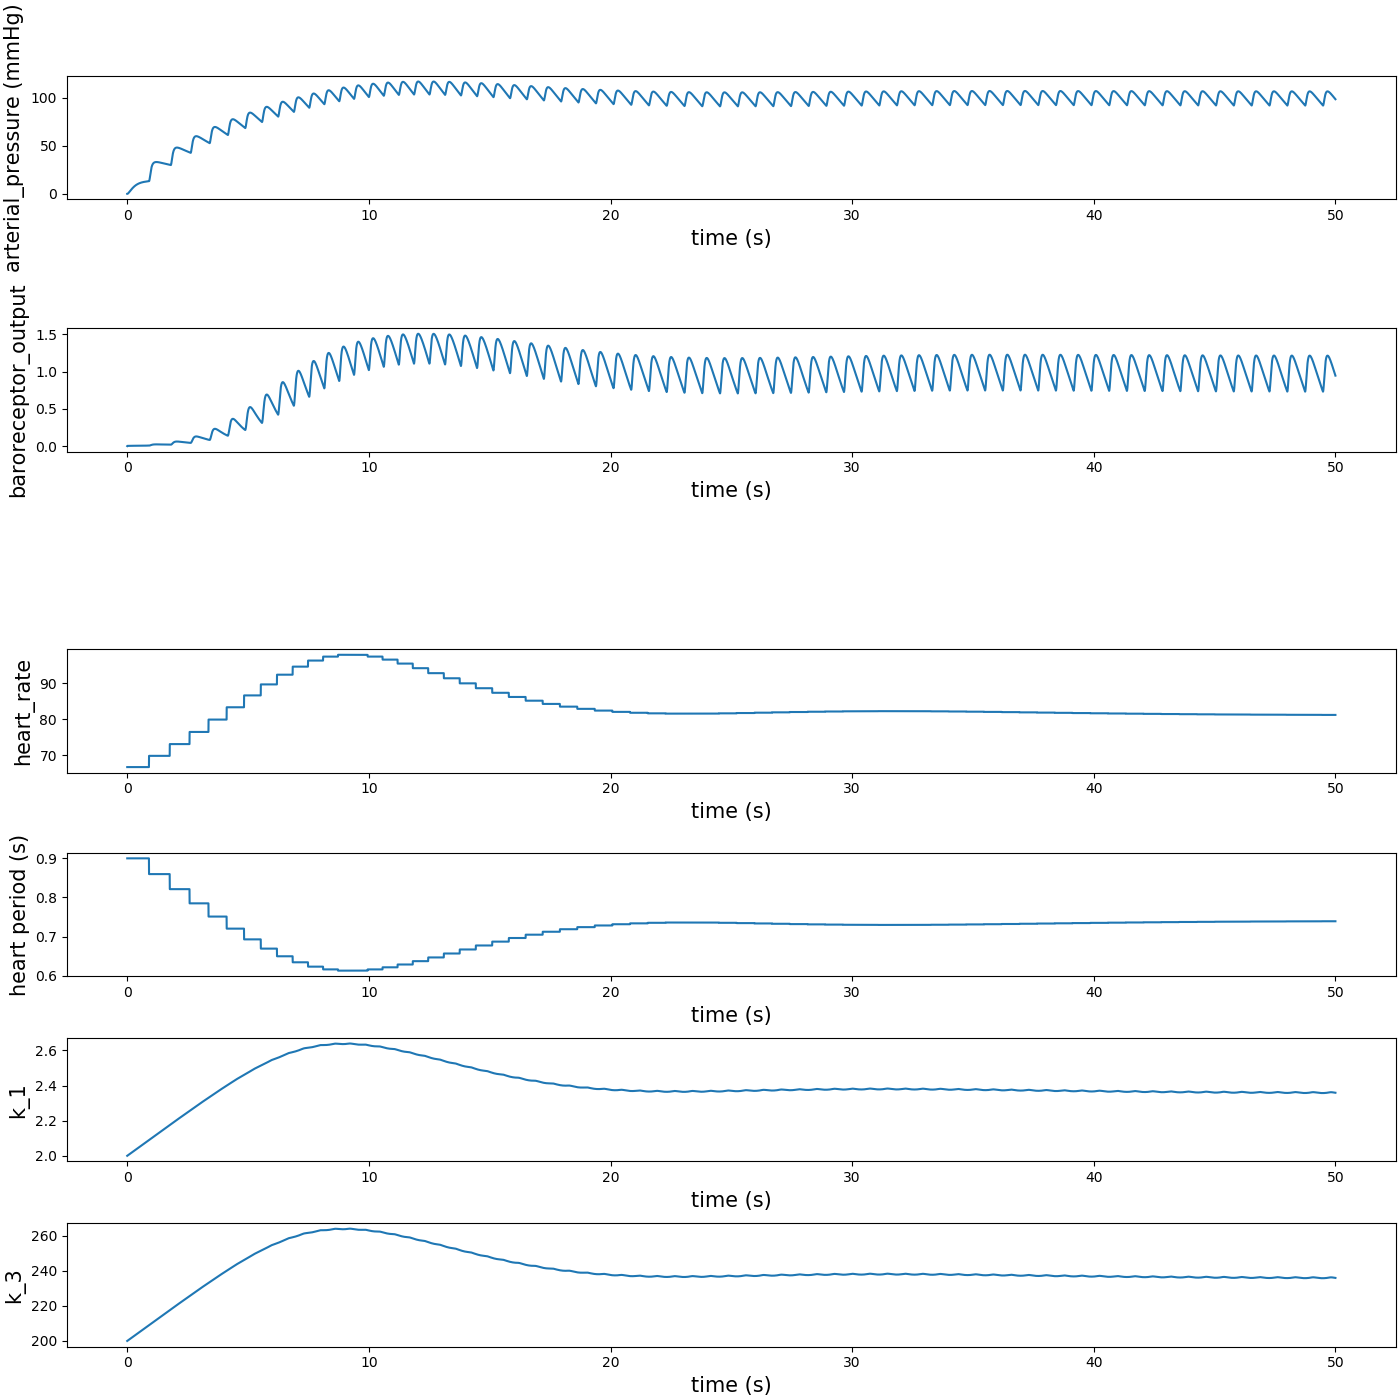 arterial_pressure (mmHg)
100
50
0
0 10 20 30 40 50
time (s)
baroreceptor_output
1.5
1.0
0.5
0.0
0 10 20 30 40 50
time (s)
heart_rate
90
80
70
0 10 20 30 40 50
time (s)
heart period (s)
0.9
0.8
0.7
0.6
0 10 20 30 40 50
time (s)
k_1
2.6
2.4
2.2
2.0
0 10 20 30 40 50
time (s)
k_3
260
240
220
200
0 10 20 30 40 50
time (s)